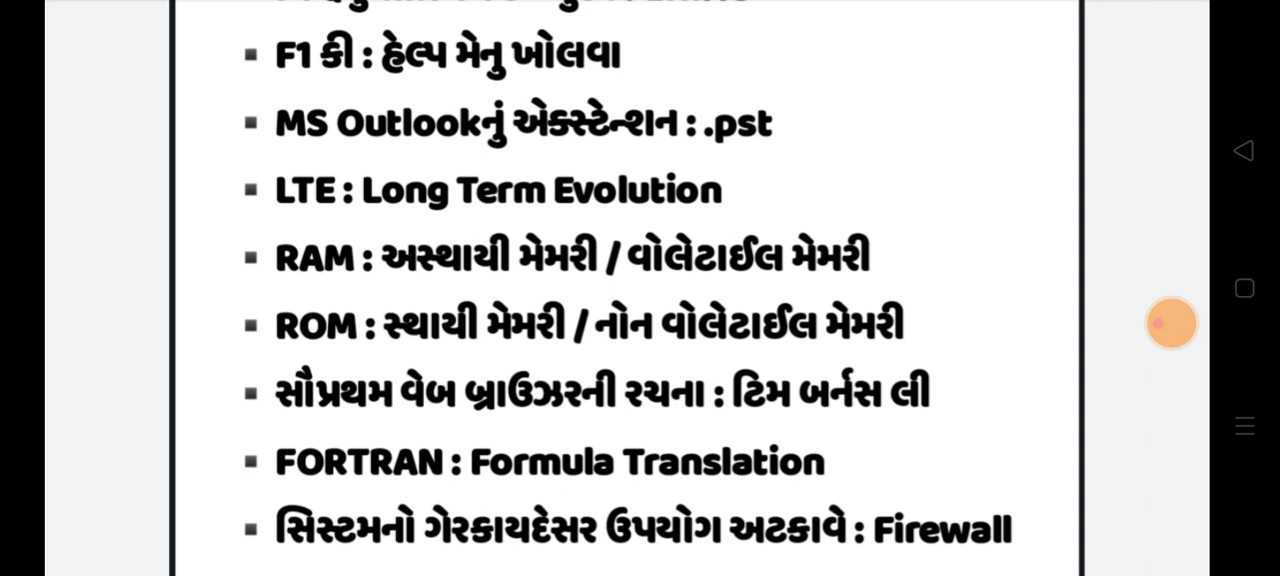 ▪ F1 કી : હેલ્પ મેનુ ખોલવા
▪ MS Outlookનું એક્સ્ટેન્શન : .pst
▪ LTE : Long Term Evolution
▪ RAM : અસ્થાયી મેમરી / વોલેટાઈલ મેમરી
▪ ROM : સ્થાયી મેમરી / નોન વોલેટાઈલ મેમરી
▪ સૌપ્રથમ વેબ બ્રાઉઝરની રચના : ટિમ બર્નસ લી
▪ FORTRAN : Formula Translation
▪ સિસ્ટમનો ગેરકાયદેસર ઉપયોગ અટકાવે : Firewall